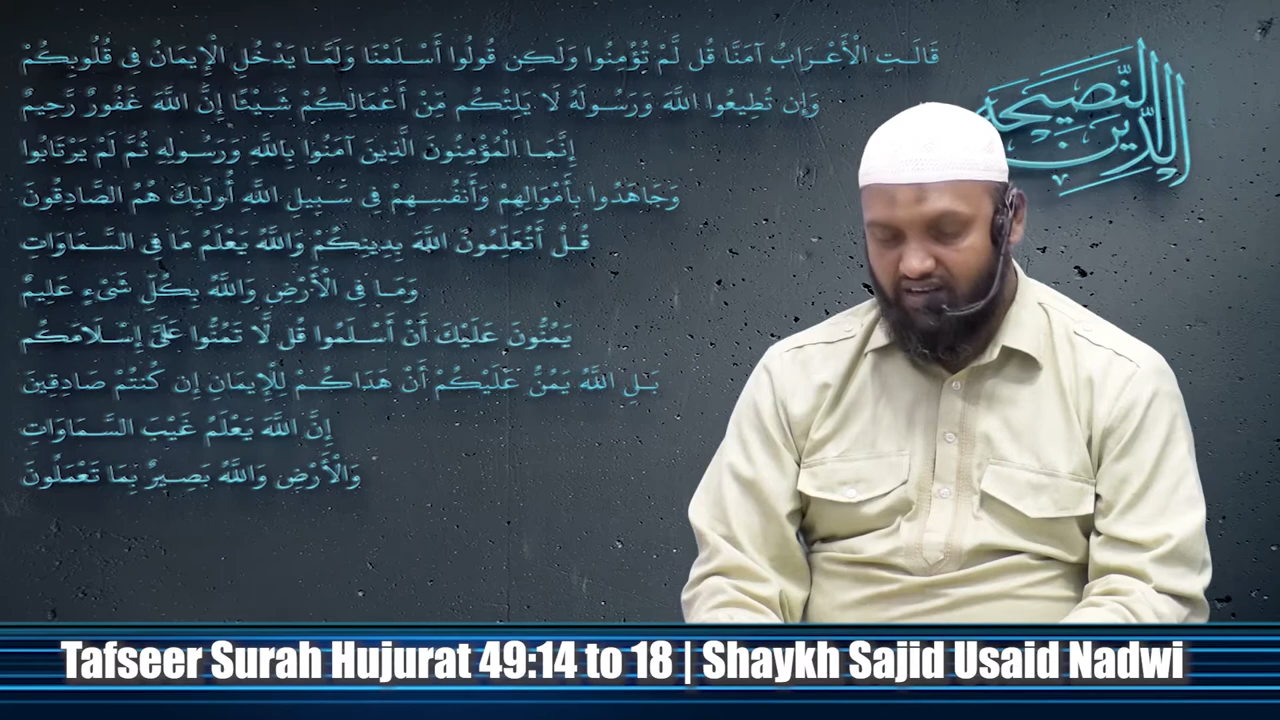 قَالَتِ الْأَعْرَابُ آمَنَّا قُل لَّمْ تُؤْمِنُوا وَلَٰكِن قُولُوا أَسْلَمْنَا وَلَمَّا يَدْخُلِ الْإِيمَانُ فِي قُلُوبِكُمْ
وَإِن تُطِيعُوا اللَّهَ وَرَسُولَهُ لَا يَلِتْكُم مِّنْ أَعْمَالِكُمْ شَيْئًا إِنَّ اللَّهَ غَفُورٌ رَّحِيمٌ
إِنَّمَا الْمُؤْمِنُونَ الَّذِينَ آمَنُوا بِاللَّهِ وَرَسُولِهِ ثُمَّ لَمْ يَرْتَابُوا
وَجَاهَدُوا بِأَمْوَالِهِمْ وَأَنفُسِهِمْ فِي سَبِيلِ اللَّهِ أُولَٰئِكَ هُمُ الصَّادِقُونَ
قُلْ أَتُعَلِّمُونَ اللَّهَ بِدِينِكُمْ وَاللَّهُ يَعْلَمُ مَا فِي السَّمَاوَاتِ
وَمَا فِي الْأَرْضِ وَاللَّهُ بِكُلِّ شَيْءٍ عَلِيمٌ
يَمُنُّونَ عَلَيْكَ أَنْ أَسْلَمُوا قُل لَّا تَمُنُّوا عَلَيَّ إِسْلَامَكُم
بَلِ اللَّهُ يَمُنُّ عَلَيْكُمْ أَنْ هَدَاكُمْ لِلْإِيمَانِ إِن كُنتُمْ صَادِقِينَ
إِنَّ اللَّهَ يَعْلَمُ غَيْبَ السَّمَاوَاتِ
وَالْأَرْضِ وَاللَّهُ بَصِيرٌ بِمَا تَعْمَلُونَ
الدِّينُ النَّصِيحَة
Tafseer Surah Hujurat 49:14 to 18 | Shaykh Sajid Usaid Nadwi